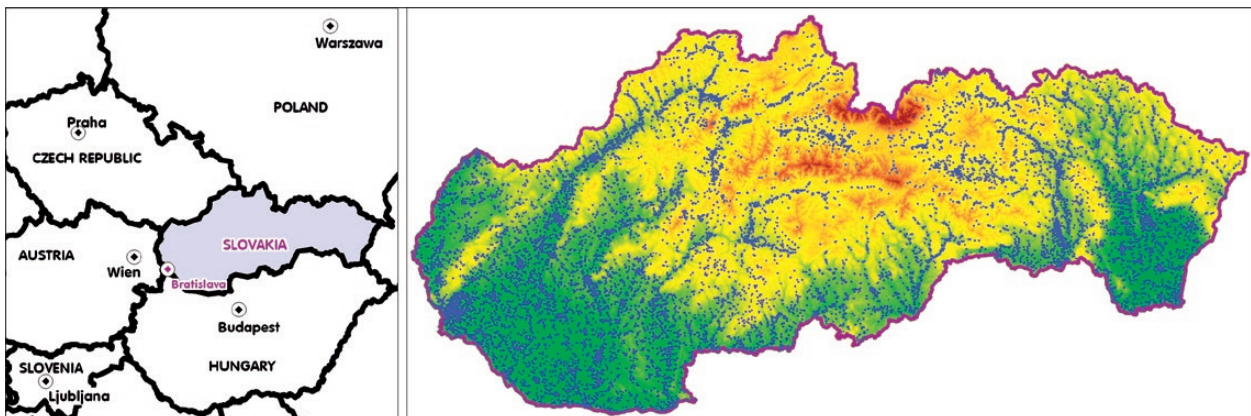 Warszawa
POLAND
Praha
CZECH REPUBLIC
SLOVAKIA
AUSTRIA
Wien
Bratislava
Budapest
HUNGARY
SLOVENIA
Ljubljana